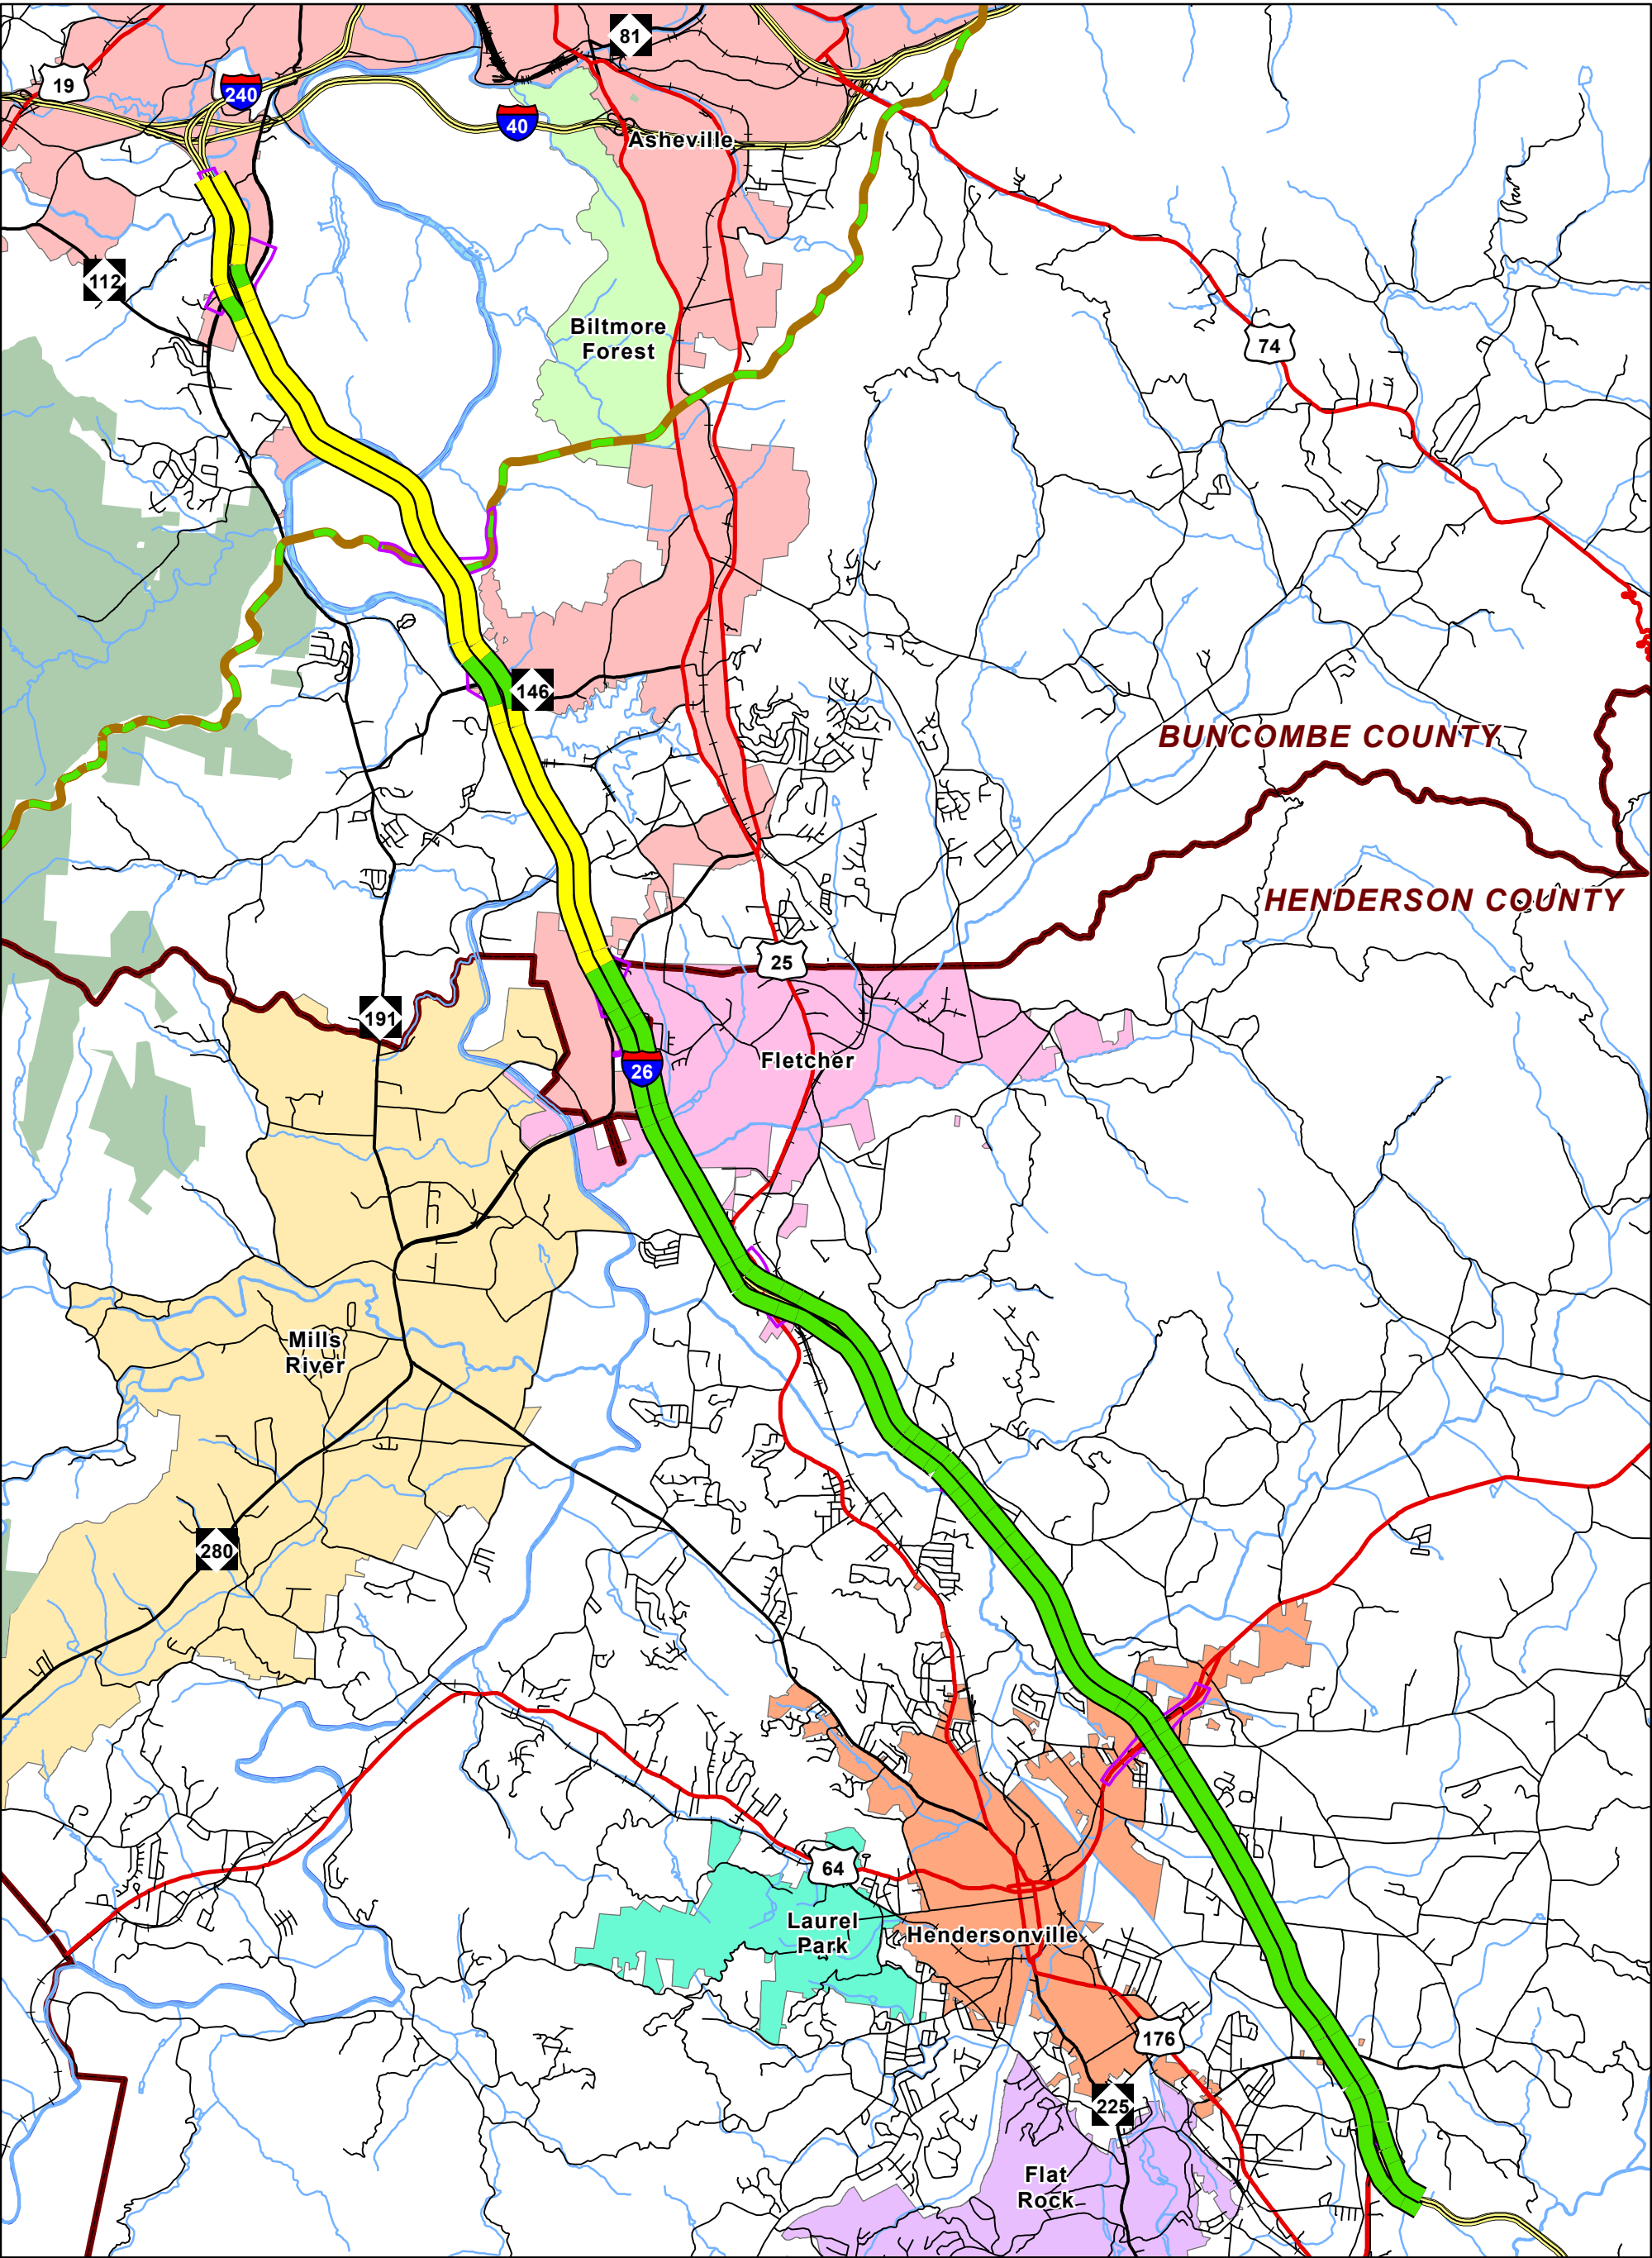 81
19
240
40
Asheville
112
Biltmore
Forest
74
146
BUNCOMBE COUNTY
HENDERSON COUNTY
25
191
Fletcher
26
Mills
River
280
64
Laurel
Park
Hendersonville
176
225
Flat
Rock